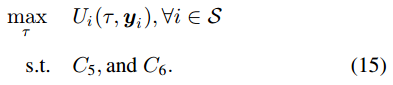 max τ U_i(τ, y_i), ∀i ∈ S
s.t. C_5, and C_6. (15)